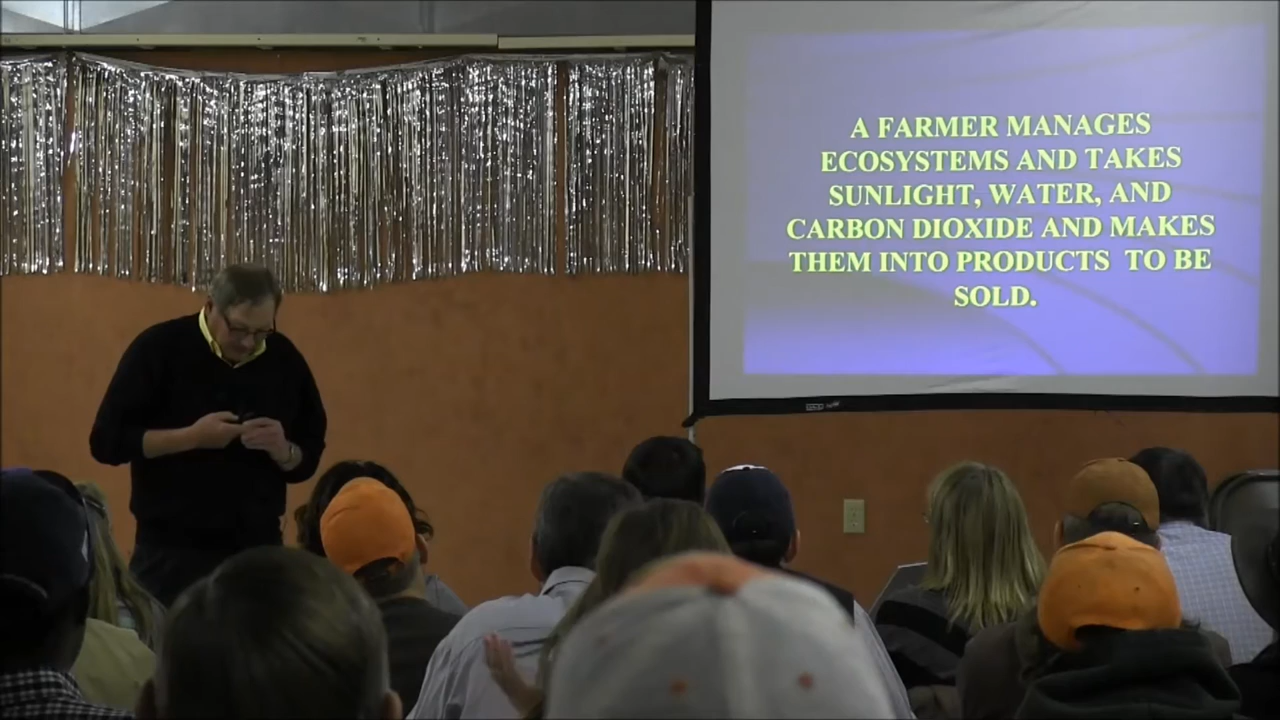 A FARMER MANAGES
ECOSYSTEMS AND TAKES
SUNLIGHT, WATER, AND
CARBON DIOXIDE AND MAKES
THEM INTO PRODUCTS TO BE
SOLD.